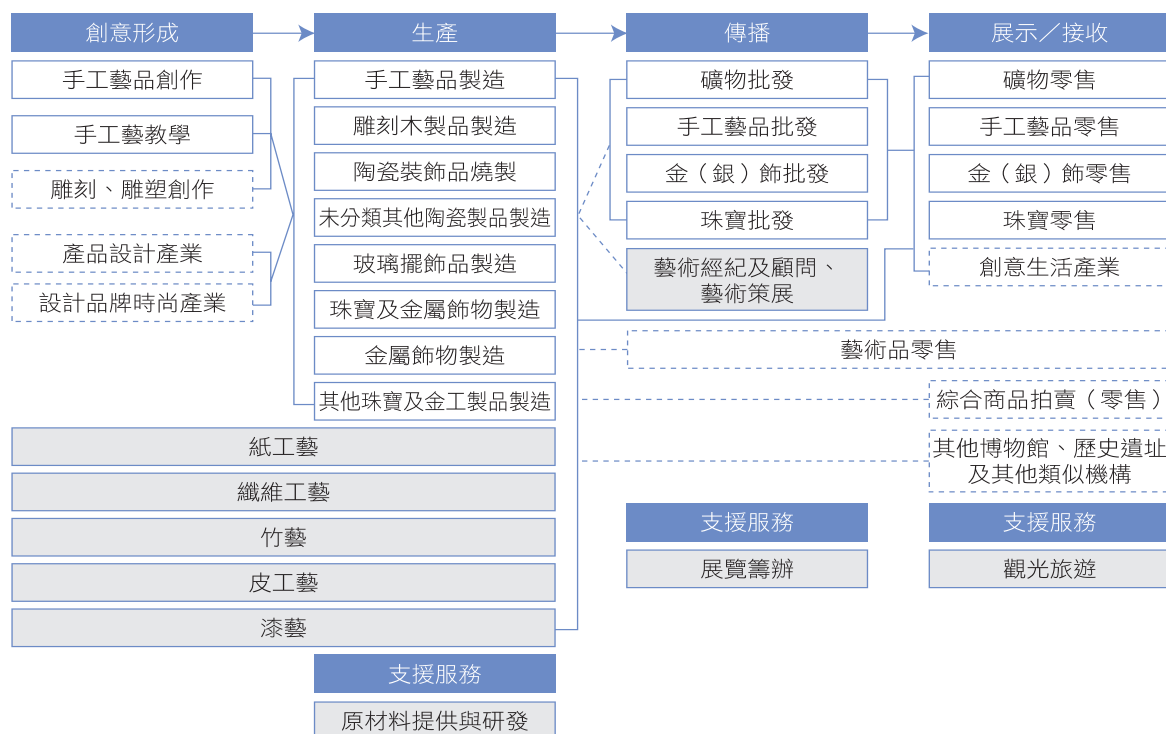 創意形成
生產
傳播
展示／接收
手工藝品創作
手工藝教學
雕刻、雕塑創作
產品設計產業
設計品牌時尚產業
手工藝品製造
雕刻木製品製造
陶瓷裝飾品燒製
未分類其他陶瓷製品製造
玻璃擺飾品製造
珠寶及金屬飾物製造
金屬飾物製造
其他珠寶及金工製品製造
紙工藝
纖維工藝
竹藝
皮工藝
漆藝
支援服務
原材料提供與研發
礦物批發
手工藝品批發
金（銀）飾批發
珠寶批發
藝術經紀及顧問、
藝術策展
礦物零售
手工藝品零售
金（銀）飾零售
珠寶零售
創意生活產業
藝術品零售
綜合商品拍賣（零售）
其他博物館、歷史遺址
及其他類似機構
支援服務
展覽籌辦
支援服務
觀光旅遊